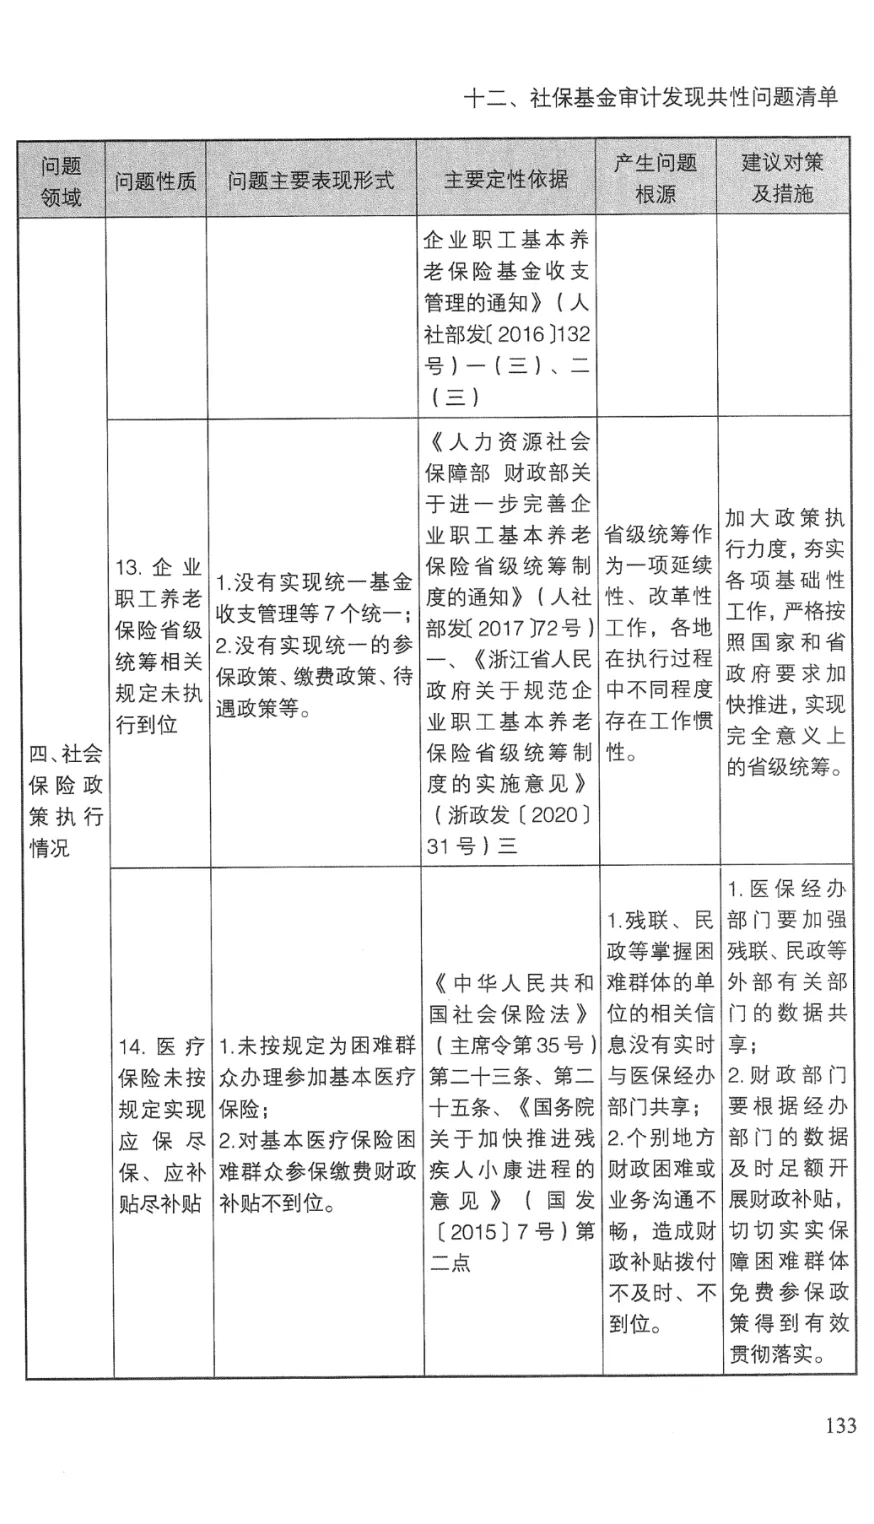 十二、社保基金审计发现共性问题清单
问题
领域
问题性质
问题主要表现形式
主要定性依据
产生问题
根源
建议对策
及措施
四、社会
保险政
策执行
情况
企业职工基本养
老保险基金收支
管理的通知》（人
社部发〔2016〕132
号）一（三）、二
（三）
13. 企业
职工养老
保险省级
统筹相关
规定未执
行到位
1.没有实现统一基金
收支管理等7个统一；
2.没有实现统一的参
保政策、缴费政策、待
遇政策等。
《人力资源社会
保障部 财政部关
于进一步完善企
业职工基本养老
保险省级统筹制
度的通知》（人社
部发〔2017〕72号）
一、《浙江省人民
政府关于规范企
业职工基本养老
保险省级统筹制
度的实施意见》
（浙政发〔2020〕
31号）三
省级统筹作
为一项延续
性、改革性
工作，各地
在执行过程
中不同程度
存在工作惯
性。
加大政策执
行力度，夯实
各项基础性
工作，严格按
照国家和省
政府要求加
快推进，实现
完全意义上
的省级统筹。
14. 医疗
保险未按
规定实现
应保尽
保、应补
贴尽补贴
1.未按规定为困难群
众办理参加基本医疗
保险；
2.对基本医疗保险困
难群众参保缴费财政
补贴不到位。
《中华人民共和
国社会保险法》
（主席令第35号）
第二十三条、第二
十五条、《国务院
关于加快推进残
疾人小康进程的
意见》（国发
〔2015〕7号）第
二点
1.残联、民
政等掌握困
难群体的单
位的相关信
息没有实时
与医保经办
部门共享；
2.个别地方
财政困难或
业务沟通不
畅，造成财
政补贴拨付
不及时、不
到位。
1.医保经办
部门要加强
残联、民政等
外部有关部
门的数据共
享；
2.财政部门
要根据经办
部门的数据
及时足额开
展财政补贴，
切切实实保
障困难群体
免费参保政
策得到有效
贯彻落实。
133